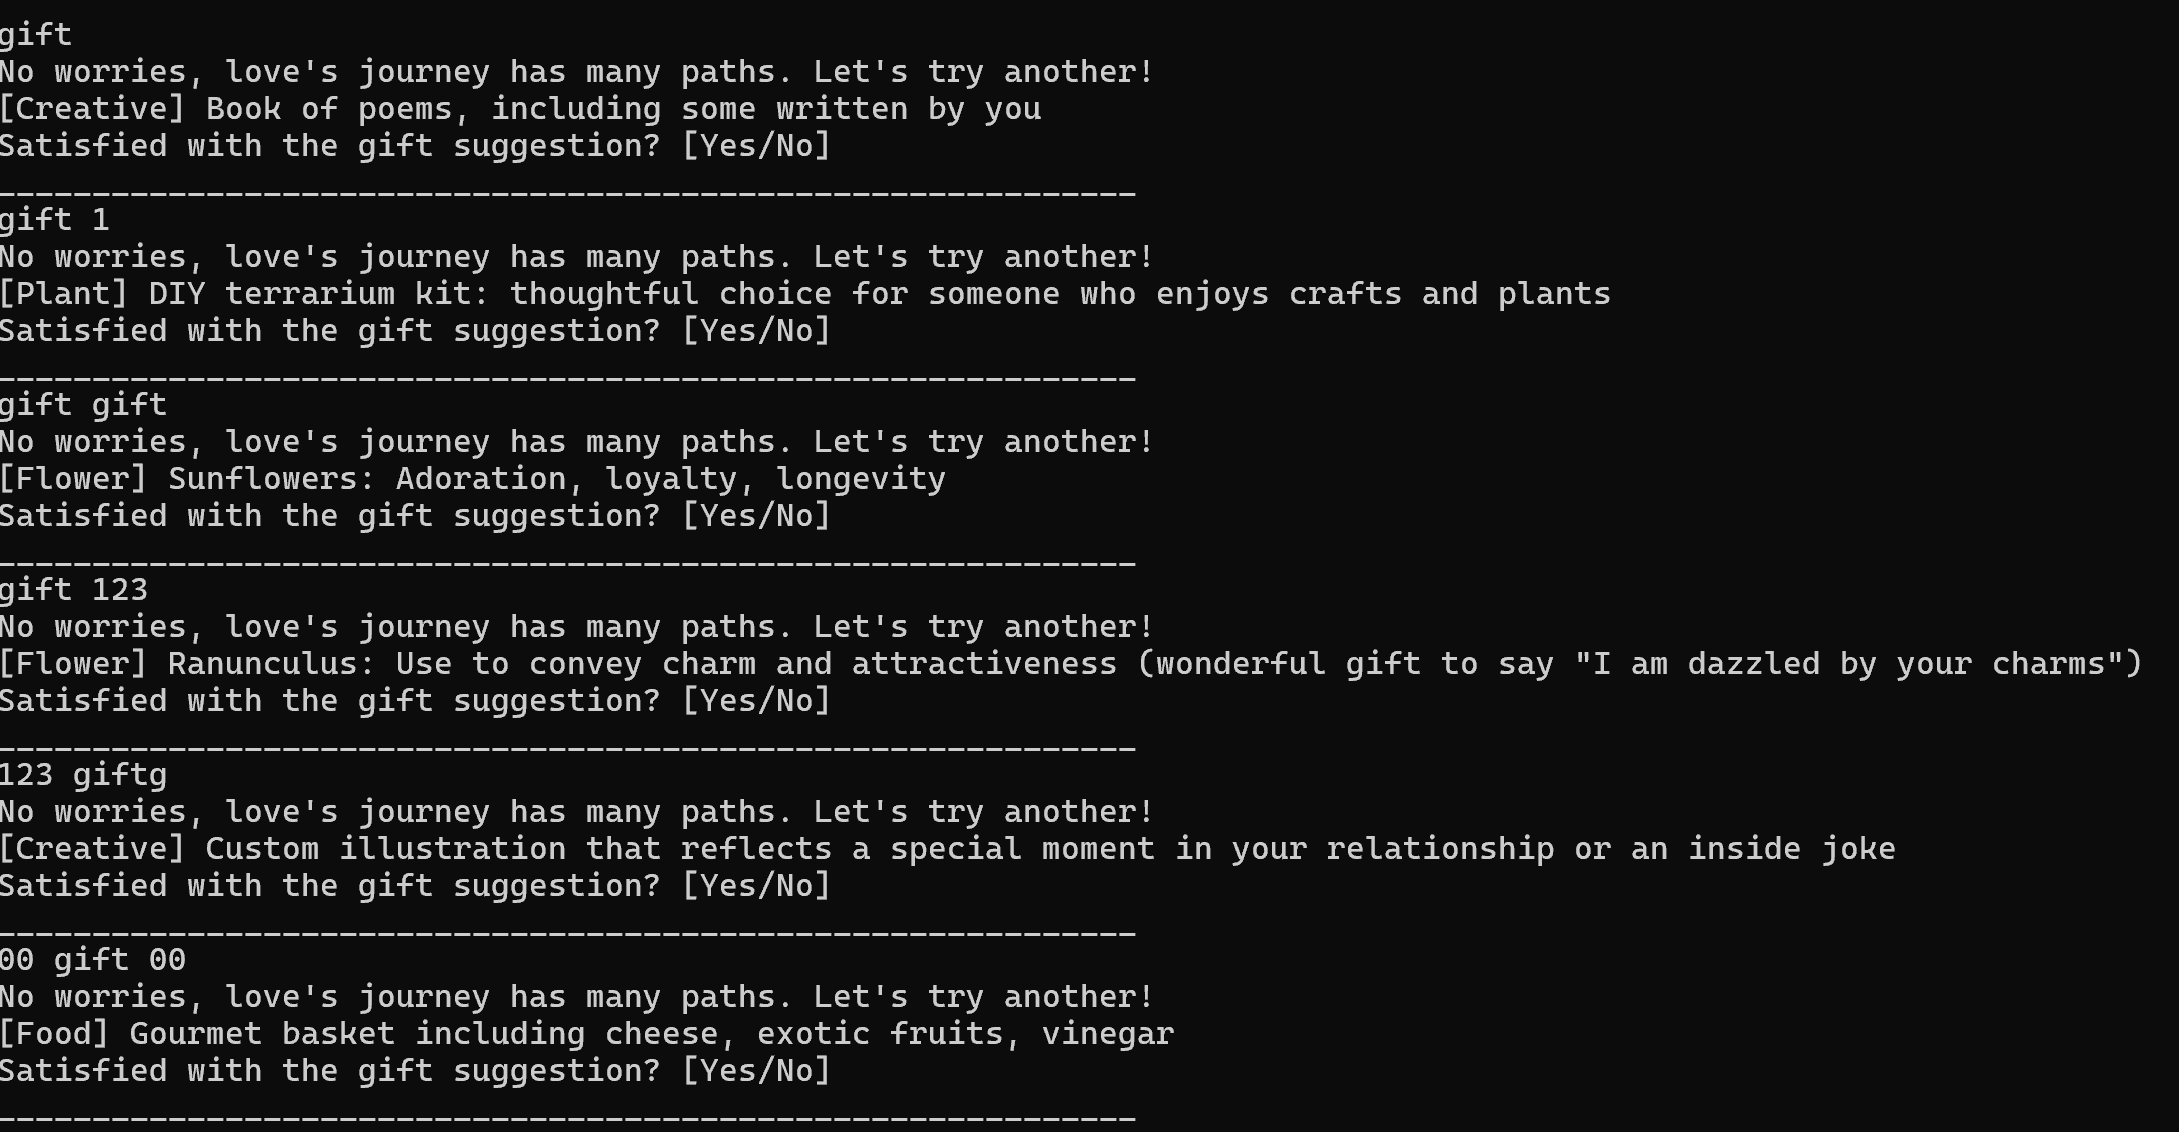 gift
No worries, love's journey has many paths. Let's try another!
[Creative] Book of poems, including some written by you
Satisfied with the gift suggestion? [Yes/No]
____________________________________________________________
gift 1
No worries, love's journey has many paths. Let's try another!
[Plant] DIY terrarium kit: thoughtful choice for someone who enjoys crafts and plants
Satisfied with the gift suggestion? [Yes/No]
____________________________________________________________
gift gift
No worries, love's journey has many paths. Let's try another!
[Flower] Sunflowers: Adoration, loyalty, longevity
Satisfied with the gift suggestion? [Yes/No]
____________________________________________________________
gift 123
No worries, love's journey has many paths. Let's try another!
[Flower] Ranunculus: Use to convey charm and attractiveness (wonderful gift to say "I am dazzled by your charms")
Satisfied with the gift suggestion? [Yes/No]
____________________________________________________________
123 giftg
No worries, love's journey has many paths. Let's try another!
[Creative] Custom illustration that reflects a special moment in your relationship or an inside joke
Satisfied with the gift suggestion? [Yes/No]
____________________________________________________________
00 gift 00
No worries, love's journey has many paths. Let's try another!
[Food] Gourmet basket including cheese, exotic fruits, vinegar
Satisfied with the gift suggestion? [Yes/No]
____________________________________________________________